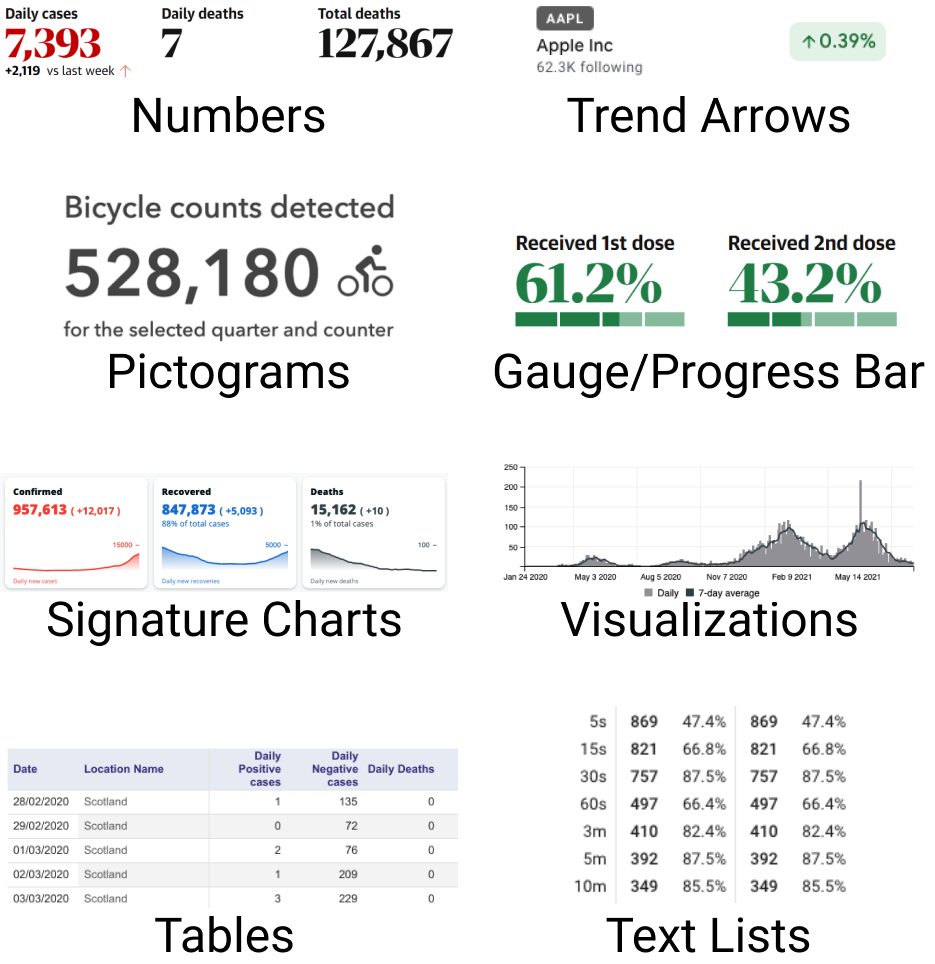 Daily cases Daily deaths Total deaths
7,393 7 127,867
+2,119 vs last week ↑
AAPL
Apple Inc
62.3K following
↑ 0.39%
Numbers
Trend Arrows
Bicycle counts detected
528,180
for the selected quarter and counter
Received 1st dose Received 2nd dose
61.2% 43.2%
Pictograms
Gauge/Progress Bar
Confirmed
957,613 ( +12,017 )
15000
Daily new cases
Recovered
847,873 ( +5,093 )
88% of total cases
5000
Daily new recoveries
Deaths
15,162 ( +10 )
1% of total cases
100
Daily new deaths
250
200
150
100
50
Jan 24 2020 May 3 2020 Aug 5 2020 Nov 7 2020 Feb 9 2021 May 14 2021
Daily 7-day average
Signature Charts
Visualizations
Date Location Name Daily Positive cases Daily Negative cases Daily Deaths
28/02/2020 Scotland 1 135 0
29/02/2020 Scotland 0 72 0
01/03/2020 Scotland 2 76 0
02/03/2020 Scotland 1 209 0
03/03/2020 Scotland 3 229 0
5s 869 47.4% 869 47.4%
15s 821 66.8% 821 66.8%
30s 757 87.5% 757 87.5%
60s 497 66.4% 497 66.4%
3m 410 82.4% 410 82.4%
5m 392 87.5% 392 87.5%
10m 349 85.5% 349 85.5%
Tables
Text Lists